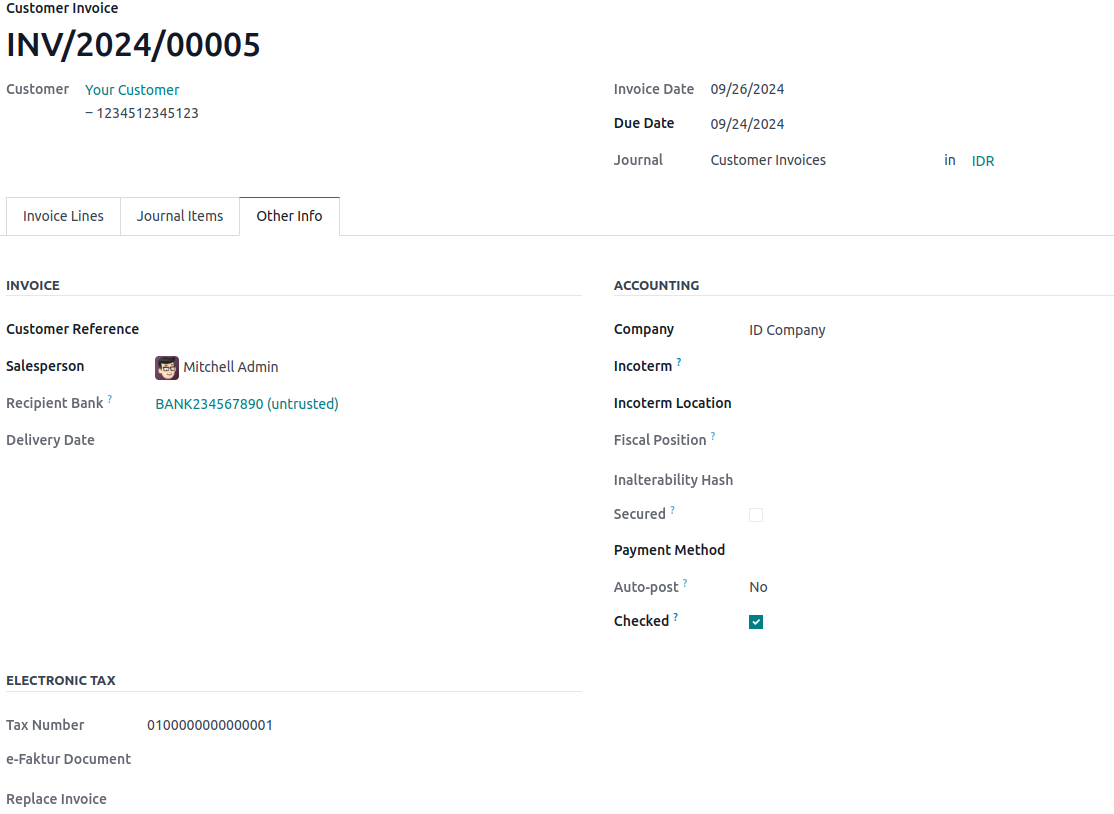 Customer Invoice
INV/2024/00005
Customer Your Customer
– 1234512345123
Invoice Date 09/26/2024
Due Date 09/24/2024
Journal Customer Invoices in IDR
Invoice Lines Journal Items Other Info
INVOICE
Customer Reference
Salesperson Mitchell Admin
Recipient Bank ? BANK234567890 (untrusted)
Delivery Date
ACCOUNTING
Company ID Company
Incoterm ?
Incoterm Location
Fiscal Position ?
Inalterability Hash
Secured ?
Payment Method
Auto-post ? No
Checked ?
ELECTRONIC TAX
Tax Number 0100000000000001
e-Faktur Document
Replace Invoice